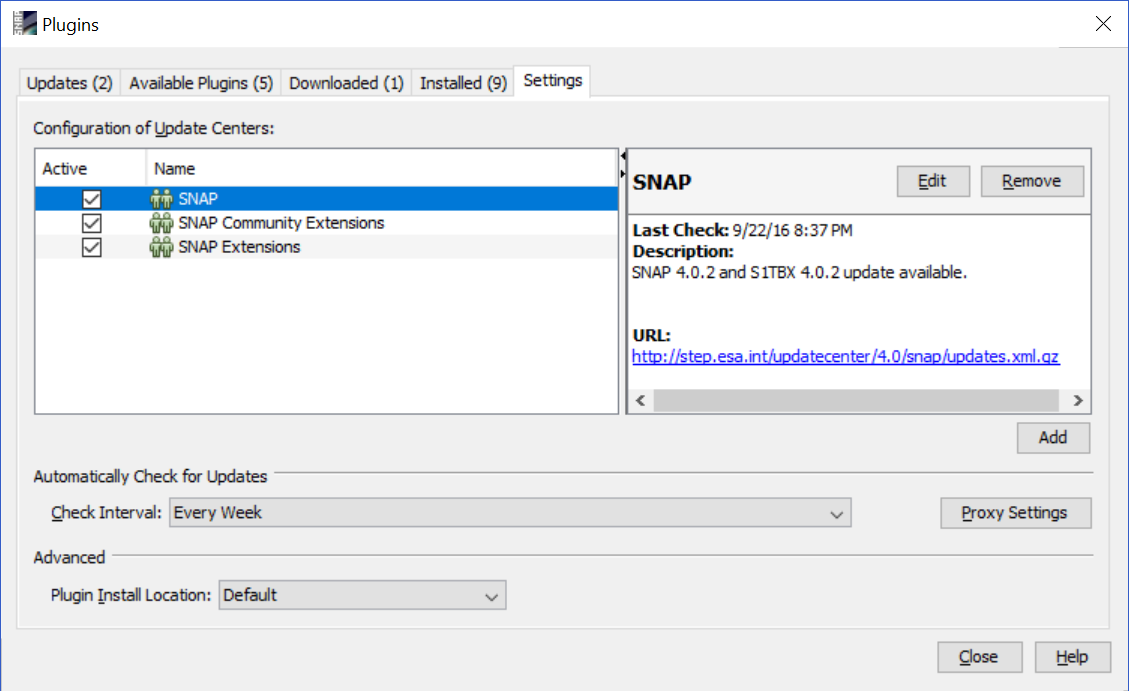 SNAP Plugins
Updates (2) Available Plugins (5) Downloaded (1) Installed (9) Settings
Configuration of Update Centers:
Active Name
SNAP
SNAP Community Extensions
SNAP Extensions
SNAP Edit Remove
Last Check: 9/22/16 8:37 PM
Description:
SNAP 4.0.2 and S1TBX 4.0.2 update available.
URL:
http://step.esa.int/updatecenter/4.0/snap/updates.xml.gz
Add
Automatically Check for Updates
Check Interval: Every Week Proxy Settings
Advanced
Plugin Install Location: Default
Close Help